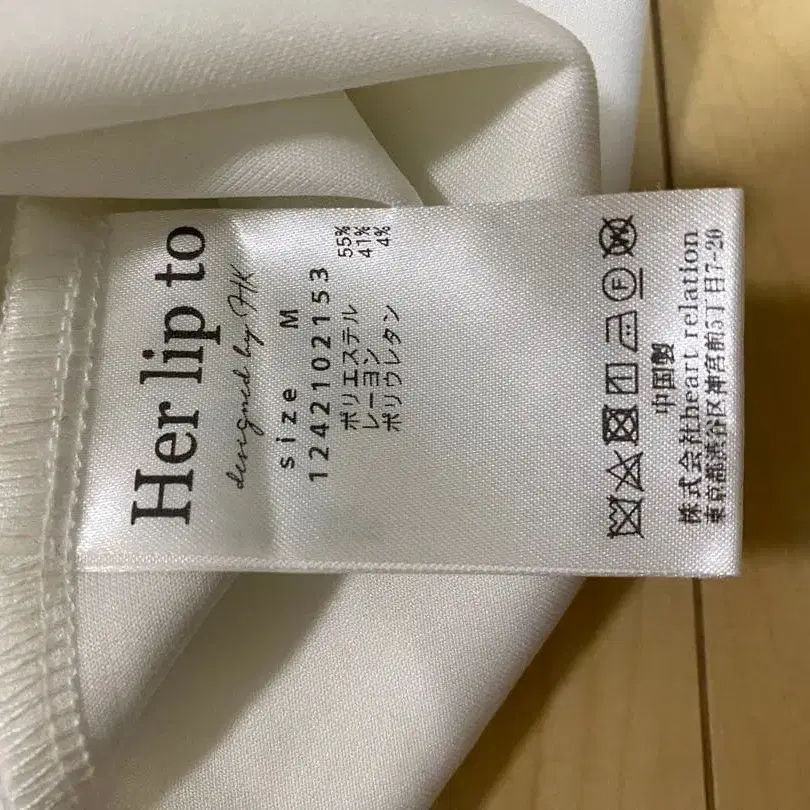 Her lip to
designed by HK
size M
1242102153
ポリエステル 55%
レーヨン 41%
ポリウレタン 4%
中国製
株式会社heart relation
東京都渋谷区神宮前5丁目7-20